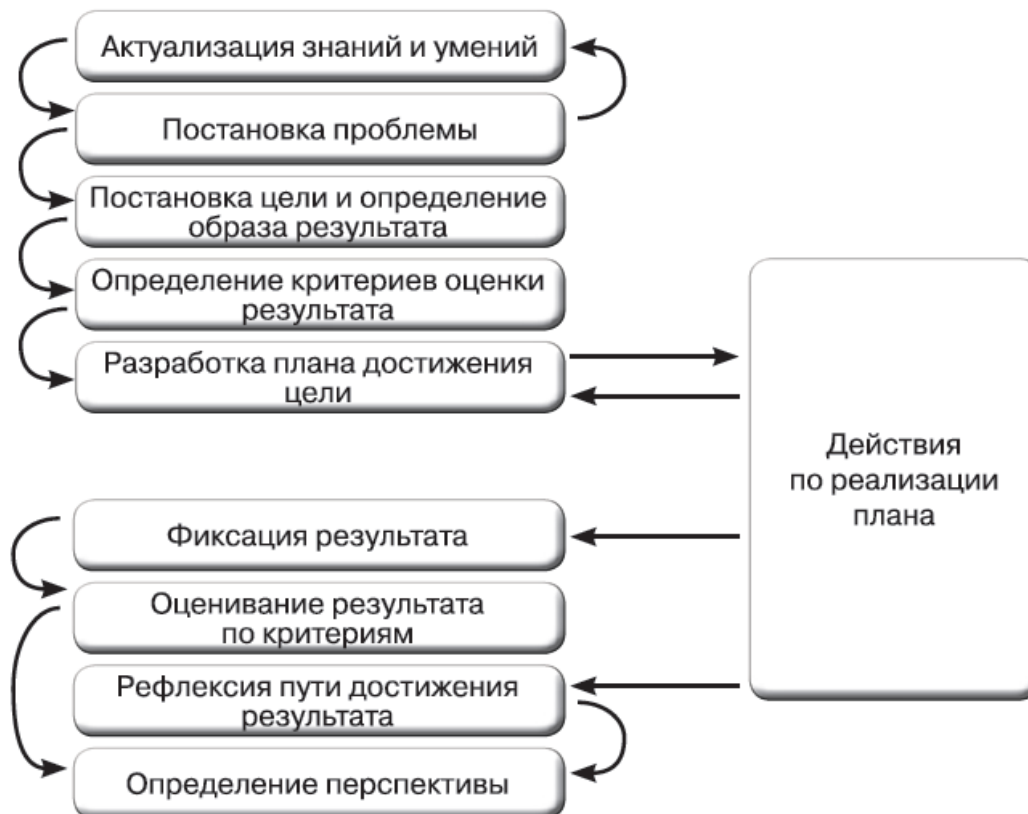 Актуализация знаний и умений
Постановка проблемы
Постановка цели и определение
образа результата
Определение критериев оценки
результата
Разработка плана достижения
цели
Действия
по реализации
плана
Фиксация результата
Оценивание результата
по критериям
Рефлексия пути достижения
результата
Определение перспективы